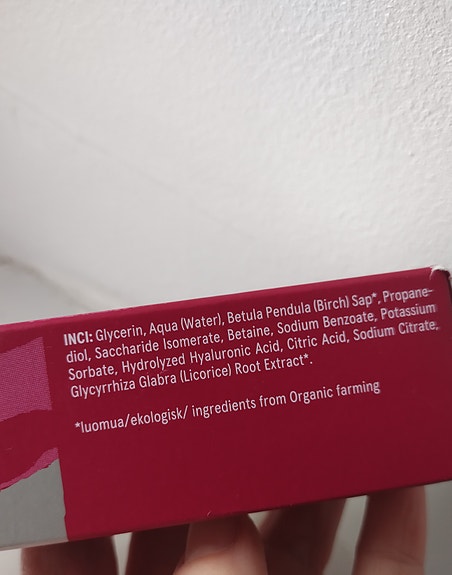 INCI: Glycerin, Aqua (Water), Betula Pendula (Birch) Sap*, Propane-
diol, Saccharide Isomerate, Betaine, Sodium Benzoate, Potassium
Sorbate, Hydrolyzed Hyaluronic Acid, Citric Acid, Sodium Citrate,
Glycyrrhiza Glabra (Licorice) Root Extract*.
*luomua/ekologisk/ ingredients from Organic farming